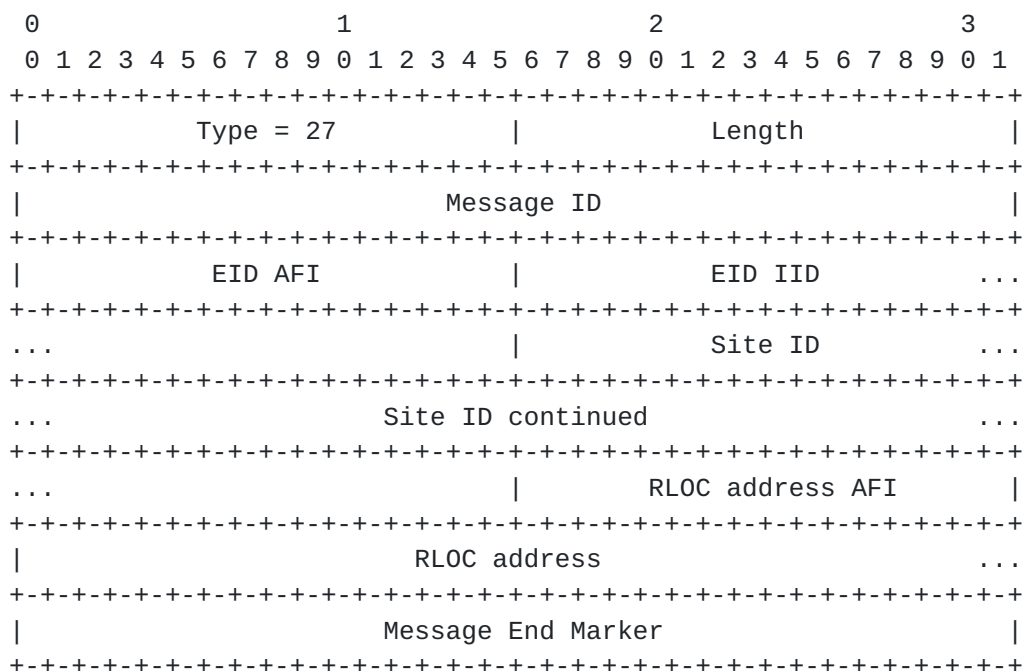 0                   1                   2                   3
 0 1 2 3 4 5 6 7 8 9 0 1 2 3 4 5 6 7 8 9 0 1 2 3 4 5 6 7 8 9 0 1
+-+-+-+-+-+-+-+-+-+-+-+-+-+-+-+-+-+-+-+-+-+-+-+-+-+-+-+-+-+-+-+-+
|           Type = 27           |            Length             |
+-+-+-+-+-+-+-+-+-+-+-+-+-+-+-+-+-+-+-+-+-+-+-+-+-+-+-+-+-+-+-+-+
|                           Message ID                          |
+-+-+-+-+-+-+-+-+-+-+-+-+-+-+-+-+-+-+-+-+-+-+-+-+-+-+-+-+-+-+-+-+
|            EID AFI            |            EID IID          ...
+-+-+-+-+-+-+-+-+-+-+-+-+-+-+-+-+-+-+-+-+-+-+-+-+-+-+-+-+-+-+-+-+
...                             |            Site ID          ...
+-+-+-+-+-+-+-+-+-+-+-+-+-+-+-+-+-+-+-+-+-+-+-+-+-+-+-+-+-+-+-+-+
...                     Site ID continued                     ...
+-+-+-+-+-+-+-+-+-+-+-+-+-+-+-+-+-+-+-+-+-+-+-+-+-+-+-+-+-+-+-+-+
...                             |        RLOC address AFI       |
+-+-+-+-+-+-+-+-+-+-+-+-+-+-+-+-+-+-+-+-+-+-+-+-+-+-+-+-+-+-+-+-+
|                         RLOC address                        ...
+-+-+-+-+-+-+-+-+-+-+-+-+-+-+-+-+-+-+-+-+-+-+-+-+-+-+-+-+-+-+-+-+
|                       Message End Marker                      |
+-+-+-+-+-+-+-+-+-+-+-+-+-+-+-+-+-+-+-+-+-+-+-+-+-+-+-+-+-+-+-+-+